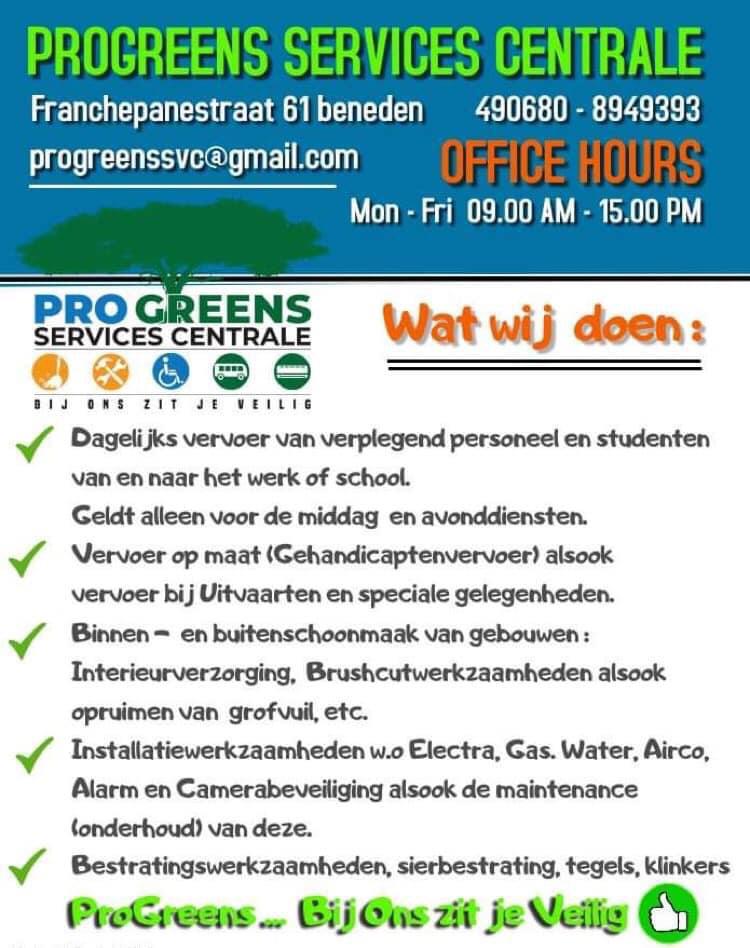 PROGREENS SERVICES CENTRALE
Franchepanestraat 61 beneden 490680 - 8949393
progreenssvc@gmail.com OFFICE HOURS
Mon - Fri 09.00 AM - 15.00 PM
PRO GREENS
SERVICES CENTRALE
BIJ ONS ZIT JE VEILIG
Wat wij doen :
Dagelijks vervoer van verplegend personeel en studenten
van en naar het werk of school.
Geldt alleen voor de middag en avonddiensten.
Vervoer op maat (Gehandicaptenvervoer) alsook
vervoer bij Uitvaarten en speciale gelegenheden.
Binnen - en buitenschoonmaak van gebouwen :
Interieurverzorging, Brushcutwerkzaamheden alsook
opruimen van grofvuil, etc.
Installatiewerkzaamheden w.o Electra, Gas. Water, Airco,
Alarm en Camerabeveiliging alsook de maintenance
(onderhoud) van deze.
Bestratingswerkzaamheden, sierbestrating, tegels, klinkers
ProGreens... Bij Ons zit je Veilig